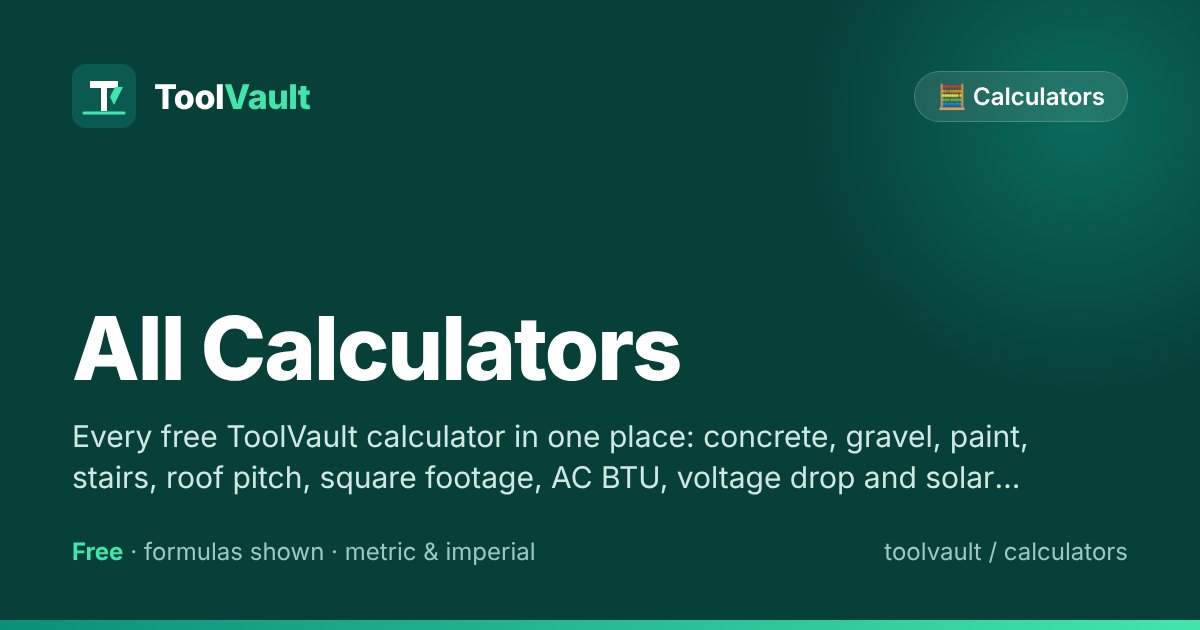 ToolVault
Calculators
All Calculators
Every free ToolVault calculator in one place: concrete, gravel, paint,
stairs, roof pitch, square footage, AC BTU, voltage drop and solar...
Free · formulas shown · metric & imperial
toolvault / calculators